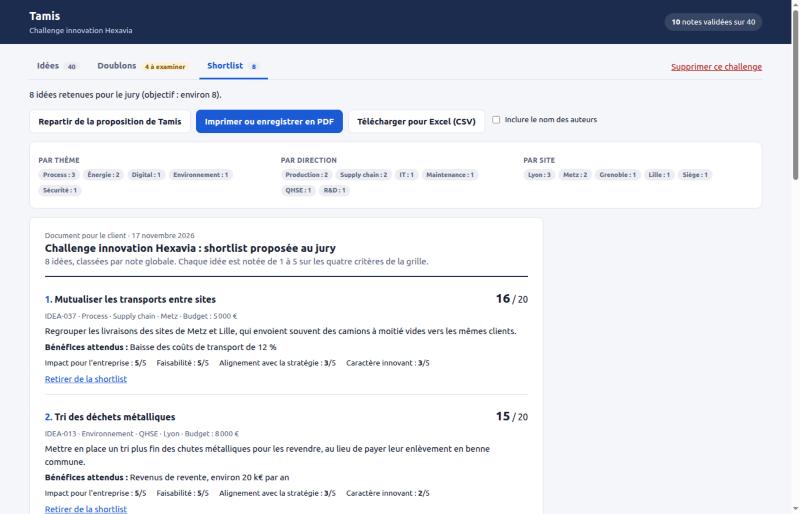 Tamis
Challenge innovation Hexavia
10 notes validées sur 40
Idées 40 Doublons 4 à examiner Shortlist 8
Supprimer ce challenge
8 idées retenues pour le jury (objectif : environ 8).
Repartir de la proposition de Tamis
Imprimer ou enregistrer en PDF
Télécharger pour Excel (CSV)
Inclure le nom des auteurs
PAR THÈME
Process : 3 Énergie : 2 Digital : 1 Environnement : 1
Sécurité : 1
PAR DIRECTION
Production : 2 Supply chain : 2 IT : 1 Maintenance : 1
QHSE : 1 R&D : 1
PAR SITE
Lyon : 3 Metz : 2 Grenoble : 1 Lille : 1 Siège : 1
Document pour le client · 17 novembre 2026
Challenge innovation Hexavia : shortlist proposée au jury
8 idées, classées par note globale. Chaque idée est notée de 1 à 5 sur les quatre critères de la grille.
1. Mutualiser les transports entre sites
16 / 20
IDEA-037 · Process · Supply chain · Metz · Budget : 5 000 €
Regrouper les livraisons des sites de Metz et Lille, qui envoient souvent des camions à moitié vides vers les mêmes clients.
Bénéfices attendus : Baisse des coûts de transport de 12 %
Impact pour l'entreprise : 5/5 Faisabilité : 5/5 Alignement avec la stratégie : 3/5 Caractère innovant : 3/5
Retirer de la shortlist
2. Tri des déchets métalliques
15 / 20
IDEA-013 · Environnement · QHSE · Lyon · Budget : 8 000 €
Mettre en place un tri plus fin des chutes métalliques pour les revendre, au lieu de payer leur enlèvement en benne
commune.
Bénéfices attendus : Revenus de revente, environ 20 k€ par an
Impact pour l'entreprise : 5/5 Faisabilité : 5/5 Alignement avec la stratégie : 3/5 Caractère innovant : 2/5
Retirer de la shortlist